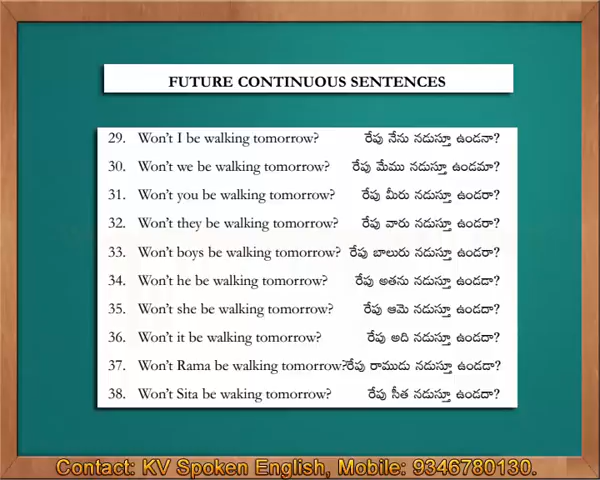 FUTURE CONTINUOUS SENTENCES
29. Won't I be walking tomorrow? రేపు నేను నడుస్తూ ఉండనా?
30. Won't we be walking tomorrow? రేపు మేము నడుస్తూ ఉండమా?
31. Won't you be walking tomorrow? రేపు మీరు నడుస్తూ ఉండరా?
32. Won't they be walking tomorrow? రేపు వారు నడుస్తూ ఉండరా?
33. Won't boys be walking tomorrow? రేపు బాలురు నడుస్తూ ఉండరా?
34. Won't he be walking tomorrow? రేపు అతను నడుస్తూ ఉండడా?
35. Won't she be walking tomorrow? రేపు ఆమె నడుస్తూ ఉండదా?
36. Won't it be walking tomorrow? రేపు అది నడుస్తూ ఉండదా?
37. Won't Rama be walking tomorrow? రేపు రాముడు నడుస్తూ ఉండడా?
38. Won't Sita be waking tomorrow? రేపు సీత నడుస్తూ ఉండదా?
Contact: KV Spoken English, Mobile: 9346780130.